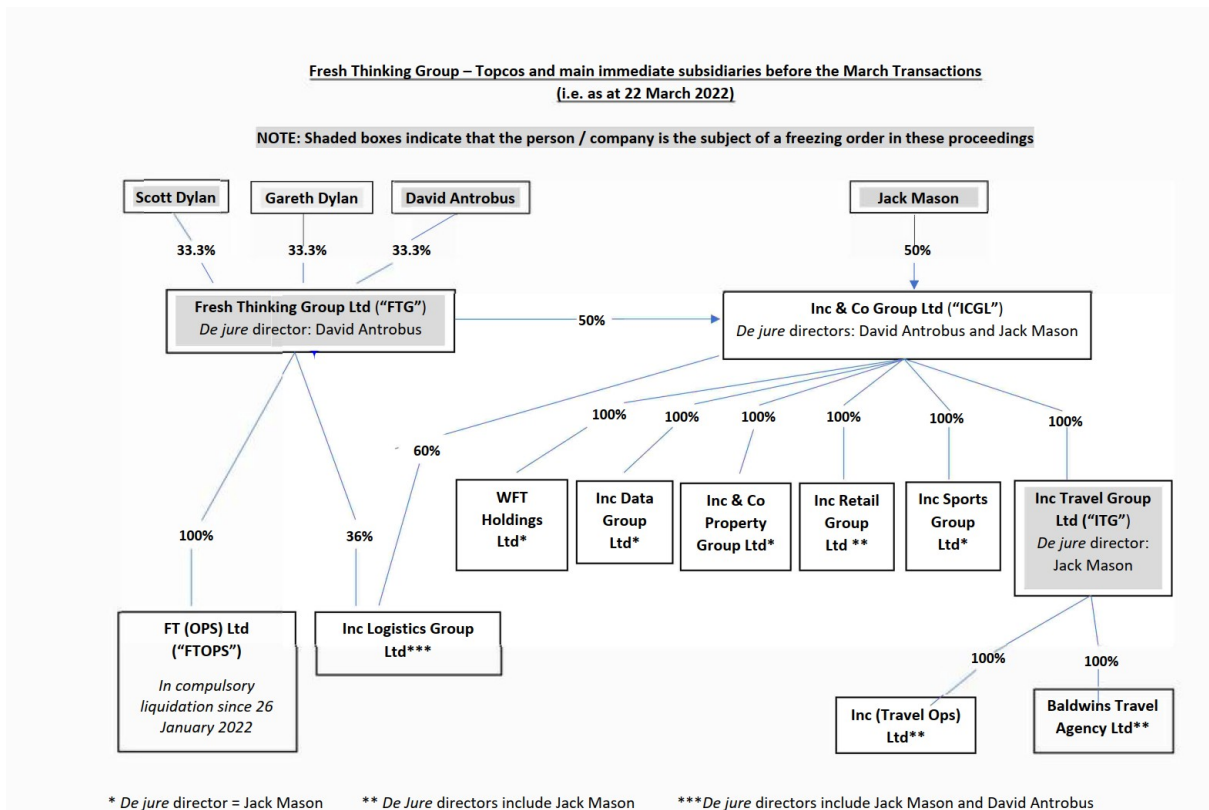 Fresh Thinking Group – Topcos and main immediate subsidiaries before the March Transactions
(i.e. as at 22 March 2022)
NOTE: Shaded boxes indicate that the person / company is the subject of a freezing order in these proceedings
Scott Dylan
Gareth Dylan
David Antrobus
Jack Mason
33.3%
33.3%
33.3%
50%
Fresh Thinking Group Ltd (“FTG”)
De jure director: David Antrobus
50%
Inc & Co Group Ltd (“ICGL”)
De jure directors: David Antrobus and Jack Mason
100%
100%
100%
100%
100%
100%
60%
WFT
Holdings
Ltd*
Inc Data
Group
Ltd*
Inc & Co
Property
Group Ltd*
Inc Retail
Group
Ltd **
Inc Sports
Group
Ltd*
Inc Travel Group
Ltd (“ITG”)
De jure director:
Jack Mason
100%
36%
FT (OPS) Ltd
(“FTOPS”)
In compulsory
liquidation since 26
January 2022
Inc Logistics Group
Ltd***
100%
100%
Inc (Travel Ops)
Ltd**
Baldwins Travel
Agency Ltd**
* De jure director = Jack Mason ** De Jure directors include Jack Mason ***De jure directors include Jack Mason and David Antrobus